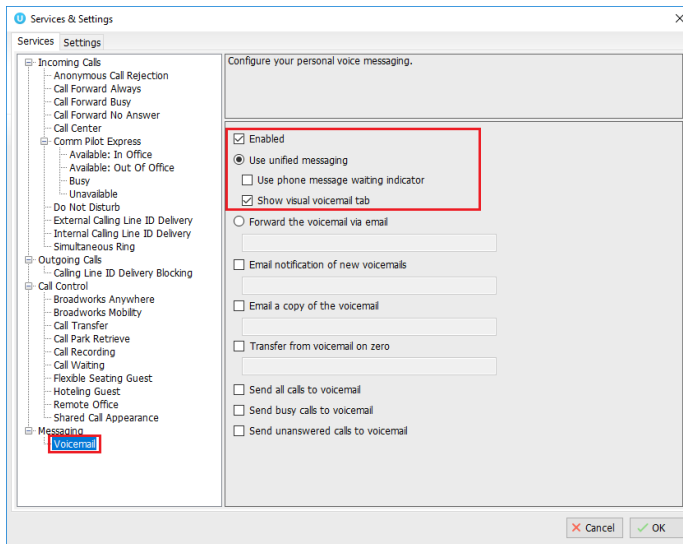 Services & Settings
Services Settings
Incoming Calls
Anonymous Call Rejection
Call Forward Always
Call Forward Busy
Call Forward No Answer
Call Center
Comm Pilot Express
Available: In Office
Available: Out Of Office
Busy
Unavailable
Do Not Disturb
External Calling Line ID Delivery
Internal Calling Line ID Delivery
Simultaneous Ring
Outgoing Calls
Calling Line ID Delivery Blocking
Call Control
Broadworks Anywhere
Broadworks Mobility
Call Transfer
Call Park Retrieve
Call Recording
Call Waiting
Flexible Seating Guest
Hoteling Guest
Remote Office
Shared Call Appearance
Messaging
Voicemail
Configure your personal voice messaging.
Enabled
Use unified messaging
Use phone message waiting indicator
Show visual voicemail tab
Forward the voicemail via email
Email notification of new voicemails
Email a copy of the voicemail
Transfer from voicemail on zero
Send all calls to voicemail
Send busy calls to voicemail
Send unanswered calls to voicemail
Cancel OK